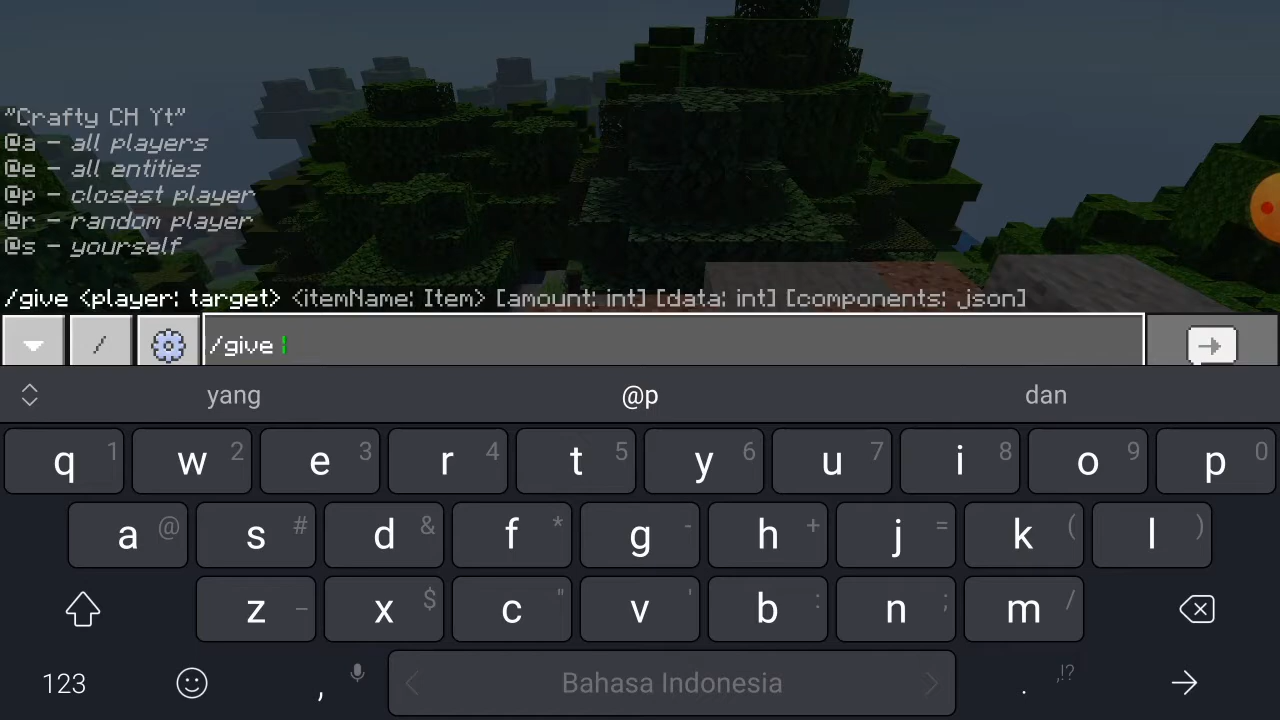 "Crafty CH Yt"
@a - all players
@e - all entities
@p - closest player
@r - random player
@s - yourself
/give <player: target> <itemName: Item> [amount: int] [data: int] [components: json]
/ /give
yang @p dan
q 1 w 2 e 3 r 4 t 5 y 6 u 7 i 8 o 9 p 0
a @ s # d & f * g - h + j = k ( l )
z _ x $ c " v ' b : n ; m /
123 , < Bahasa Indonesia > . ,!?